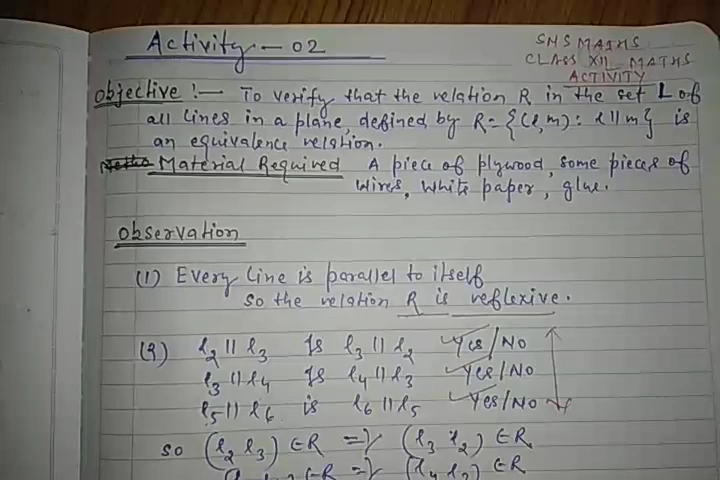 Activity - 02
SNS MATHS
CLASS XII MATHS
ACTIVITY
Objective :- To verify that the relation R in the set L of
all lines in a plane, defined by R = {(l, m) : l || m} is
an equivalence relation.
Material Required A piece of plywood, some pieces of
wires, white paper, glue.
Observation
(1) Every line is parallel to itself
so the relation R is reflexive.
(2) l2 || l3 Is l3 || l2 Yes/No
l3 || l4 Is l4 || l3 Yes/No
l5 || l6 is l6 || l5 Yes/No
so (l2 l3) ∈ R => (l3 l2) ∈ R
∈ R => (l4 l3) ∈ R